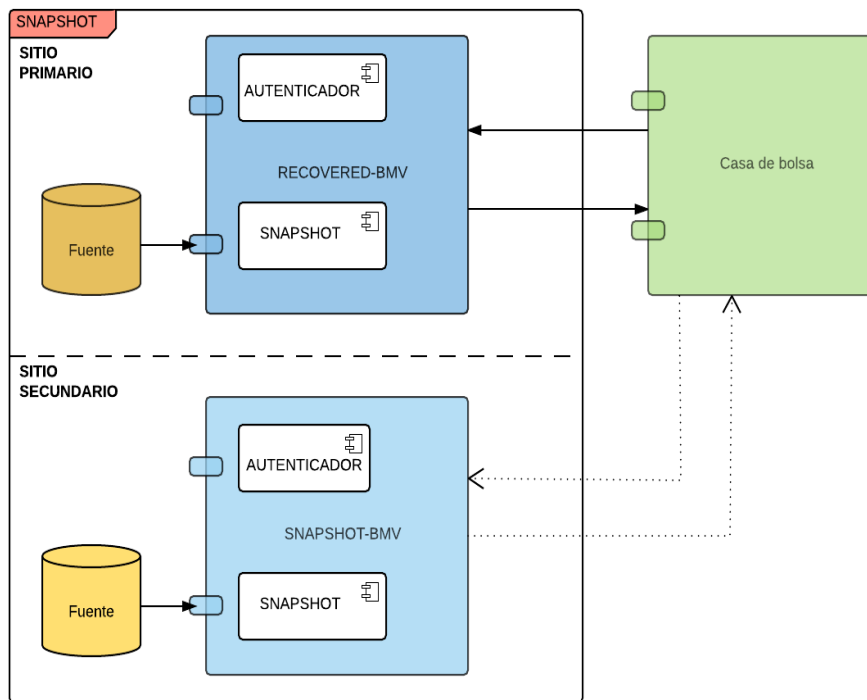 SNAPSHOT
SITIO
PRIMARIO
AUTENTICADOR
RECOVERED-BMV
Casa de bolsa
SNAPSHOT
Fuente
SITIO
SECUNDARIO
AUTENTICADOR
SNAPSHOT-BMV
SNAPSHOT
Fuente